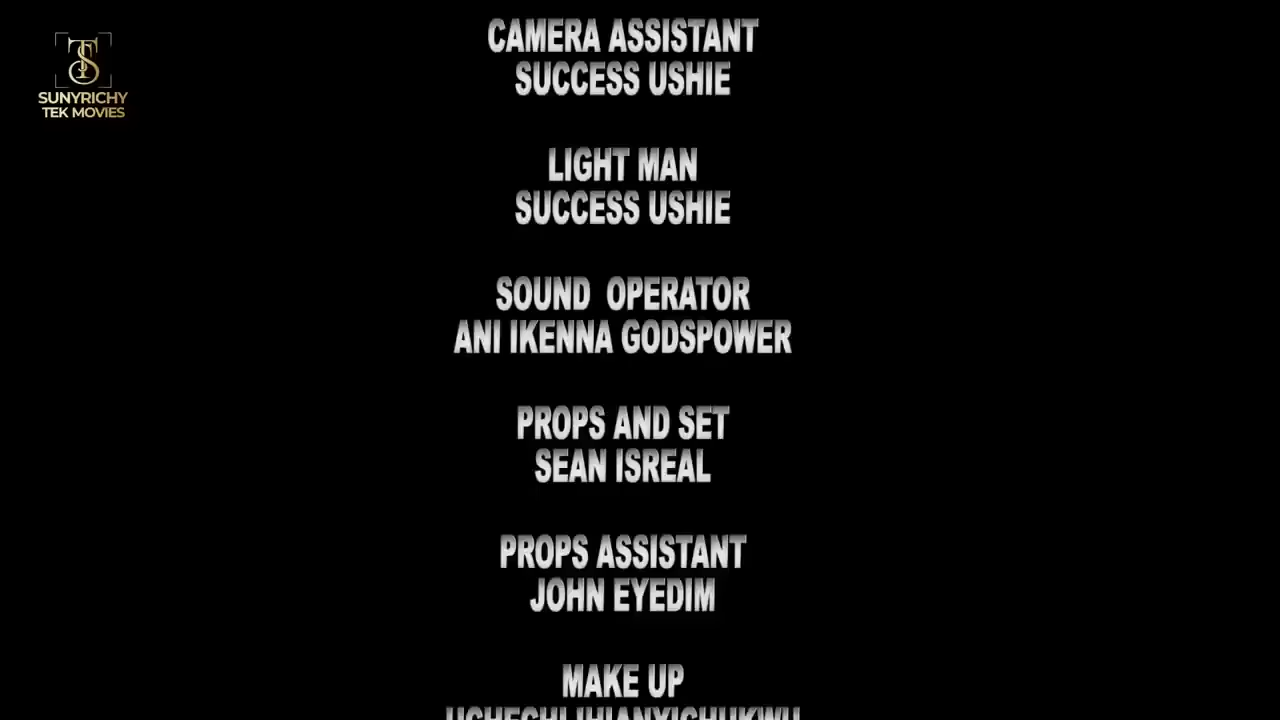 SUNYRICHY
TEK MOVIES
CAMERA ASSISTANT
SUCCESS USHIE
LIGHT MAN
SUCCESS USHIE
SOUND OPERATOR
ANI IKENNA GODSPOWER
PROPS AND SET
SEAN ISREAL
PROPS ASSISTANT
JOHN EYEDIM
MAKE UP